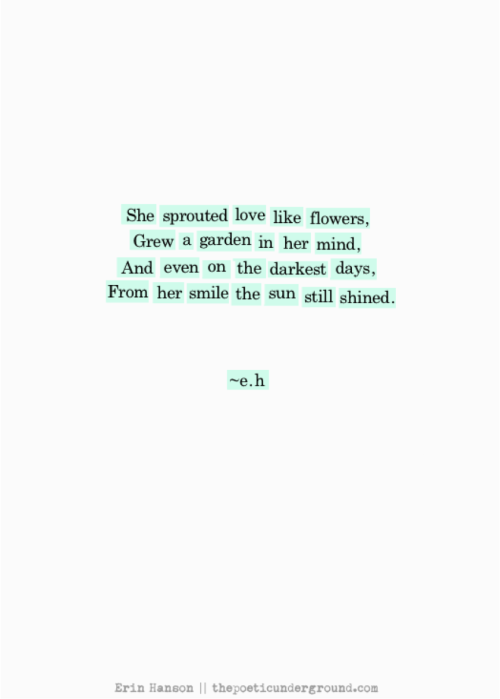 She sprouted love like flowers,
Grew a garden in her mind,
And even on the darkest days,
From her smile the sun still shined.
~e.h
Erin Hanson || thepoeticunderground.com